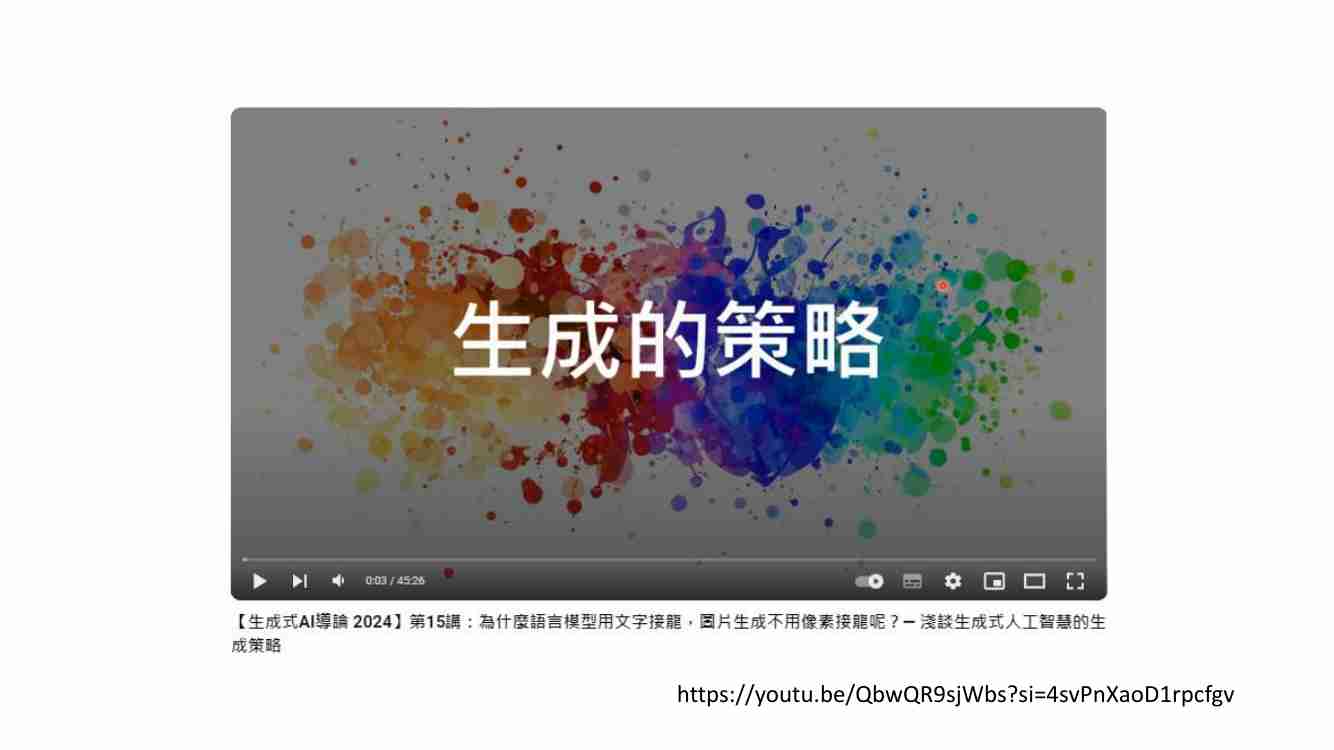 生成的策略
0:03 / 45:26
【生成式AI導論 2024】第15講：為什麼語言模型用文字接龍，圖片生成不用像素接龍呢？— 淺談生成式人工智慧的生
成策略
https://youtu.be/QbwQR9sjWbs?si=4svPnXaoD1rpcfgv